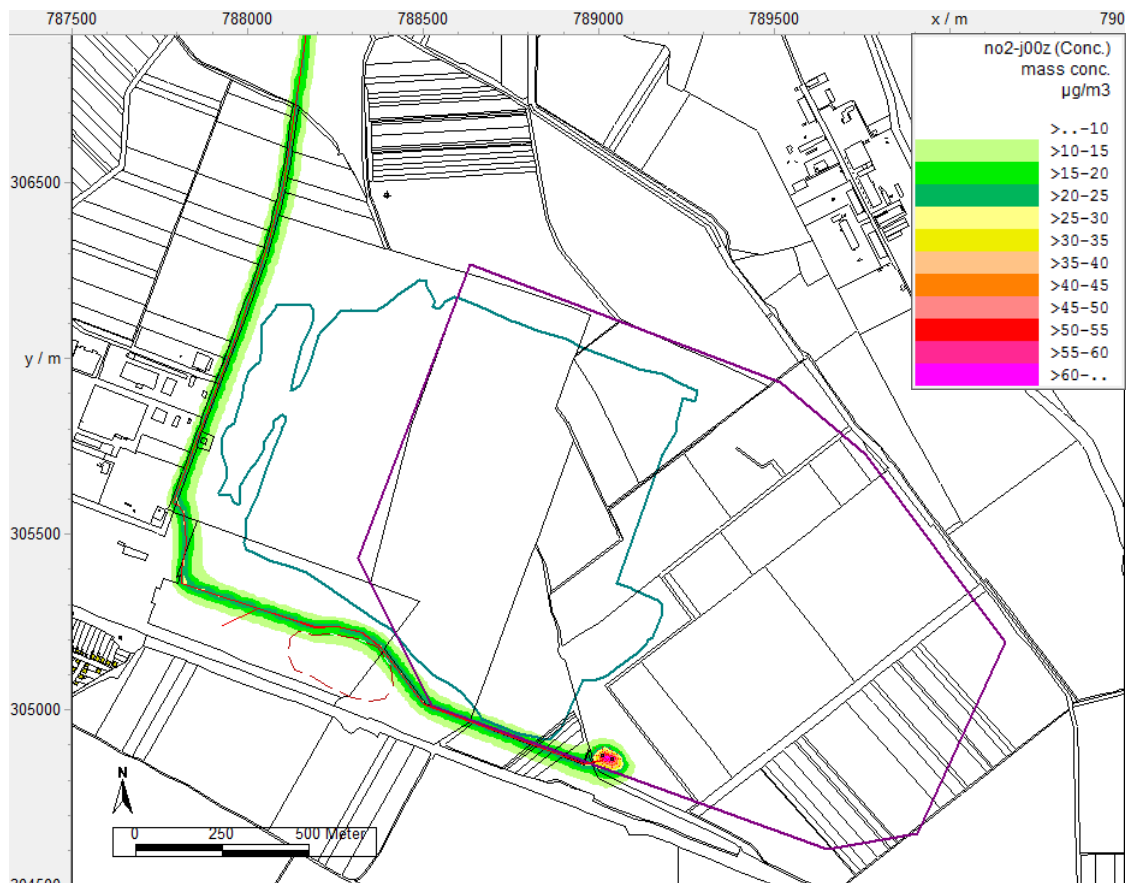 787500 788000 788500 789000 789500 x / m 790
no2-j00z (Conc.)
mass conc.
µg/m3
>..-10
>10-15
>15-20
>20-25
>25-30
>30-35
>35-40
>40-45
>45-50
>50-55
>55-60
>60-..
306500
y / m
305500
305000
N
0 250 500 Meter
304500